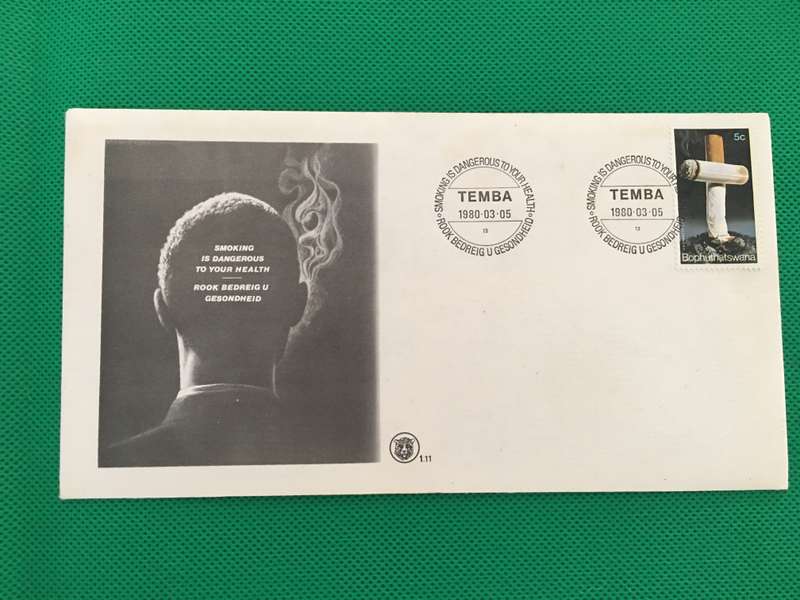 SMOKING
IS DANGEROUS
TO YOUR HEALTH
ROOK BEDREIG U
GESONDHEID
SMOKING IS DANGEROUS TO YOUR HEALTH
TEMBA
1980·03·05
13
ROOK BEDREIG U GESONDHEID
SMOKING IS DANGEROUS TO YOUR
TEMBA
1980·03·05
13
ROOK BEDREIG U GESONDHEID
5c
Bophuthatswana
1.11